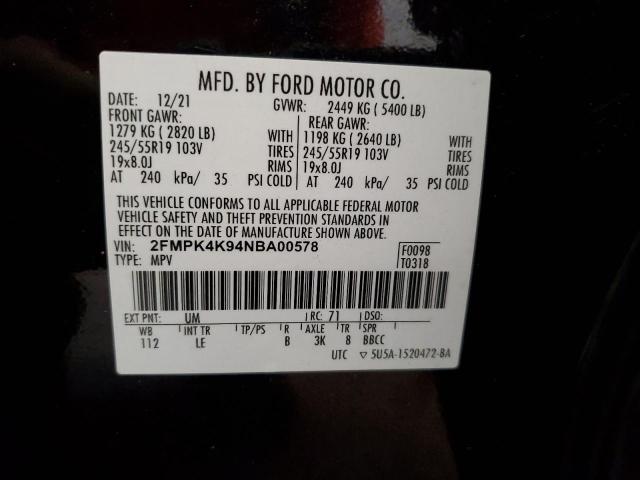 MFD. BY FORD MOTOR CO.
DATE: 12/21 GVWR: 2449 KG ( 5400 LB)
FRONT GAWR: REAR GAWR:
1279 KG ( 2820 LB) WITH 1198 KG ( 2640 LB) WITH
245/55R19 103V TIRES 245/55R19 103V TIRES
19x8.0J RIMS 19x8.0J RIMS
AT 240 kPa/ 35 PSI COLD AT 240 kPa/ 35 PSI COLD
THIS VEHICLE CONFORMS TO ALL APPLICABLE FEDERAL MOTOR
VEHICLE SAFETY AND THEFT PREVENTION STANDARDS IN
EFFECT ON THE DATE OF MANUFACTURE SHOWN ABOVE.
VIN: 2FMPK4K94NBA00578 F0098
TYPE: MPV T0318
EXT PNT: UM RC: 71 DSO:
WB INT TR TP/PS R AXLE TR SPR
112 LE B 3K 8 BBCC
UTC ▽ 5U5A-1520472-BA